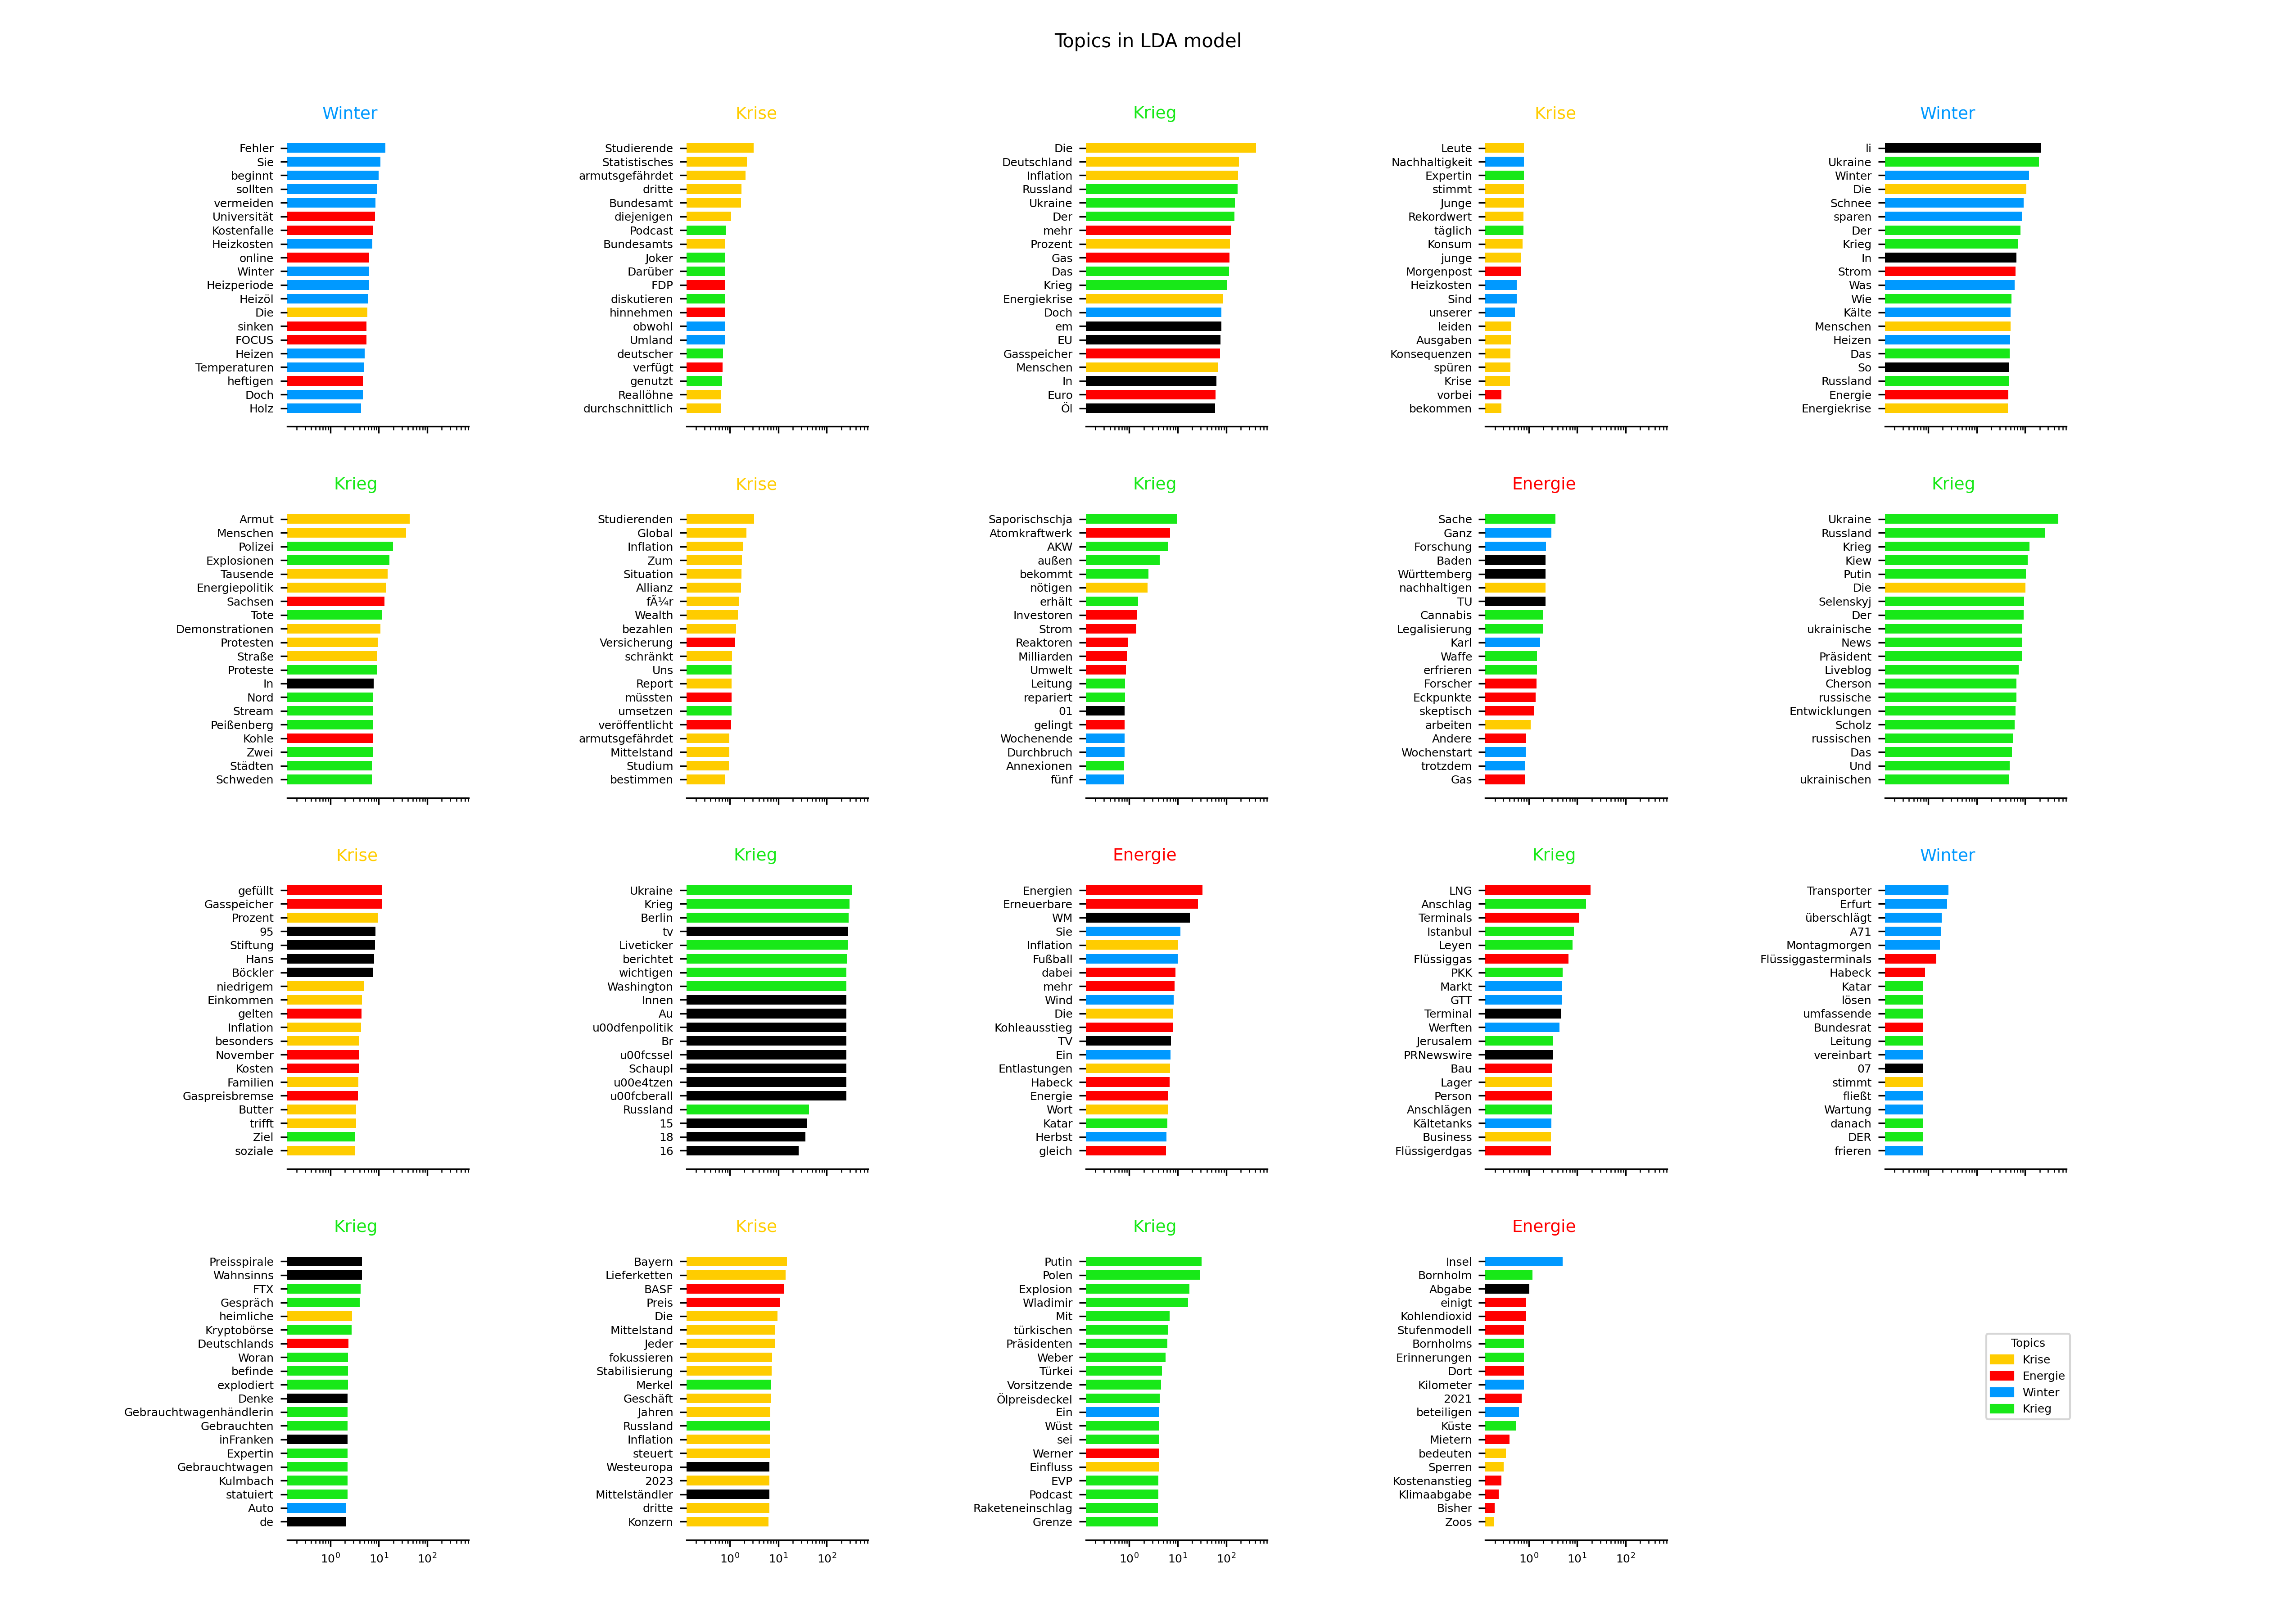 Topics in LDA model
Winter
Fehler
Sie
beginnt
sollten
vermeiden
Universität
Kostenfalle
Heizkosten
online
Winter
Heizperiode
Heizöl
Die
sinken
FOCUS
Heizen
Temperaturen
heftigen
Doch
Holz
Krise
Studierende
Statistisches
armutsgefährdet
dritte
Bundesamt
diejenigen
Podcast
Bundesamts
Joker
Darüber
FDP
diskutieren
hinnehmen
obwohl
Umland
deutscher
verfügt
genutzt
Reallöhne
durchschnittlich
Krieg
Die
Deutschland
Inflation
Russland
Ukraine
Der
mehr
Prozent
Gas
Das
Krieg
Energiekrise
Doch
em
EU
Gasspeicher
Menschen
In
Euro
Öl
Krise
Leute
Nachhaltigkeit
Expertin
stimmt
Junge
Rekordwert
täglich
Konsum
junge
Morgenpost
Heizkosten
Sind
unserer
leiden
Ausgaben
Konsequenzen
spüren
Krise
vorbei
bekommen
Winter
li
Ukraine
Winter
Die
Schnee
sparen
Der
Krieg
In
Strom
Was
Wie
Kälte
Menschen
Heizen
Das
So
Russland
Energie
Energiekrise
Krieg
Armut
Menschen
Polizei
Explosionen
Tausende
Energiepolitik
Sachsen
Tote
Demonstrationen
Protesten
Straße
Proteste
In
Nord
Stream
Peißenberg
Kohle
Zwei
Städten
Schweden
Krise
Studierenden
Global
Inflation
Zum
Situation
Allianz
fÃ¼r
Wealth
bezahlen
Versicherung
schränkt
Uns
Report
müssten
umsetzen
veröffentlicht
armutsgefährdet
Mittelstand
Studium
bestimmen
Krieg
Saporischschja
Atomkraftwerk
AKW
außen
bekommt
nötigen
erhält
Investoren
Strom
Reaktoren
Milliarden
Umwelt
Leitung
repariert
01
gelingt
Wochenende
Durchbruch
Annexionen
fünf
Energie
Sache
Ganz
Forschung
Baden
Württemberg
nachhaltigen
TU
Cannabis
Legalisierung
Karl
Waffe
erfrieren
Forscher
Eckpunkte
skeptisch
arbeiten
Andere
Wochenstart
trotzdem
Gas
Krieg
Ukraine
Russland
Krieg
Kiew
Putin
Die
Selenskyj
Der
ukrainische
News
Präsident
Liveblog
Cherson
russische
Entwicklungen
Scholz
russischen
Das
Und
ukrainischen
Krise
gefüllt
Gasspeicher
Prozent
95
Stiftung
Hans
Böckler
niedrigem
Einkommen
gelten
Inflation
besonders
November
Kosten
Familien
Gaspreisbremse
Butter
trifft
Ziel
soziale
Krieg
Ukraine
Krieg
Berlin
tv
Liveticker
berichtet
wichtigen
Washington
Innen
Au
u00dfenpolitik
Br
u00fcssel
Schaupl
u00e4tzen
u00fcberall
Russland
15
18
16
Energie
Energien
Erneuerbare
WM
Sie
Inflation
Fußball
dabei
mehr
Wind
Die
Kohleausstieg
TV
Ein
Entlastungen
Habeck
Energie
Wort
Katar
Herbst
gleich
Krieg
LNG
Anschlag
Terminals
Istanbul
Leyen
Flüssiggas
PKK
Markt
GTT
Terminal
Werften
Jerusalem
PRNewswire
Bau
Lager
Person
Anschlägen
Kältetanks
Business
Flüssigerdgas
Winter
Transporter
Erfurt
überschlägt
A71
Montagmorgen
Flüssiggasterminals
Habeck
Katar
lösen
umfassende
Bundesrat
Leitung
vereinbart
07
stimmt
fließt
Wartung
danach
DER
frieren
Krieg
Preisspirale
Wahnsinns
FTX
Gespräch
heimliche
Kryptobörse
Deutschlands
Woran
befinde
explodiert
Denke
Gebrauchtwagenhändlerin
Gebrauchten
inFranken
Expertin
Gebrauchtwagen
Kulmbach
statuiert
Auto
de
10⁰ 10¹ 10²
Krise
Bayern
Lieferketten
BASF
Preis
Die
Mittelstand
Jeder
fokussieren
Stabilisierung
Merkel
Geschäft
Jahren
Russland
Inflation
steuert
Westeuropa
2023
Mittelständler
dritte
Konzern
10⁰ 10¹ 10²
Krieg
Putin
Polen
Explosion
Wladimir
Mit
türkischen
Präsidenten
Weber
Türkei
Vorsitzende
Ölpreisdeckel
Ein
Wüst
sei
Werner
Einfluss
EVP
Podcast
Raketeneinschlag
Grenze
10⁰ 10¹ 10²
Energie
Insel
Bornholm
Abgabe
einigt
Kohlendioxid
Stufenmodell
Bornholms
Erinnerungen
Dort
Kilometer
2021
beteiligen
Küste
Mietern
bedeuten
Sperren
Kostenanstieg
Klimaabgabe
Bisher
Zoos
10⁰ 10¹ 10²
Topics
Krise
Energie
Winter
Krieg